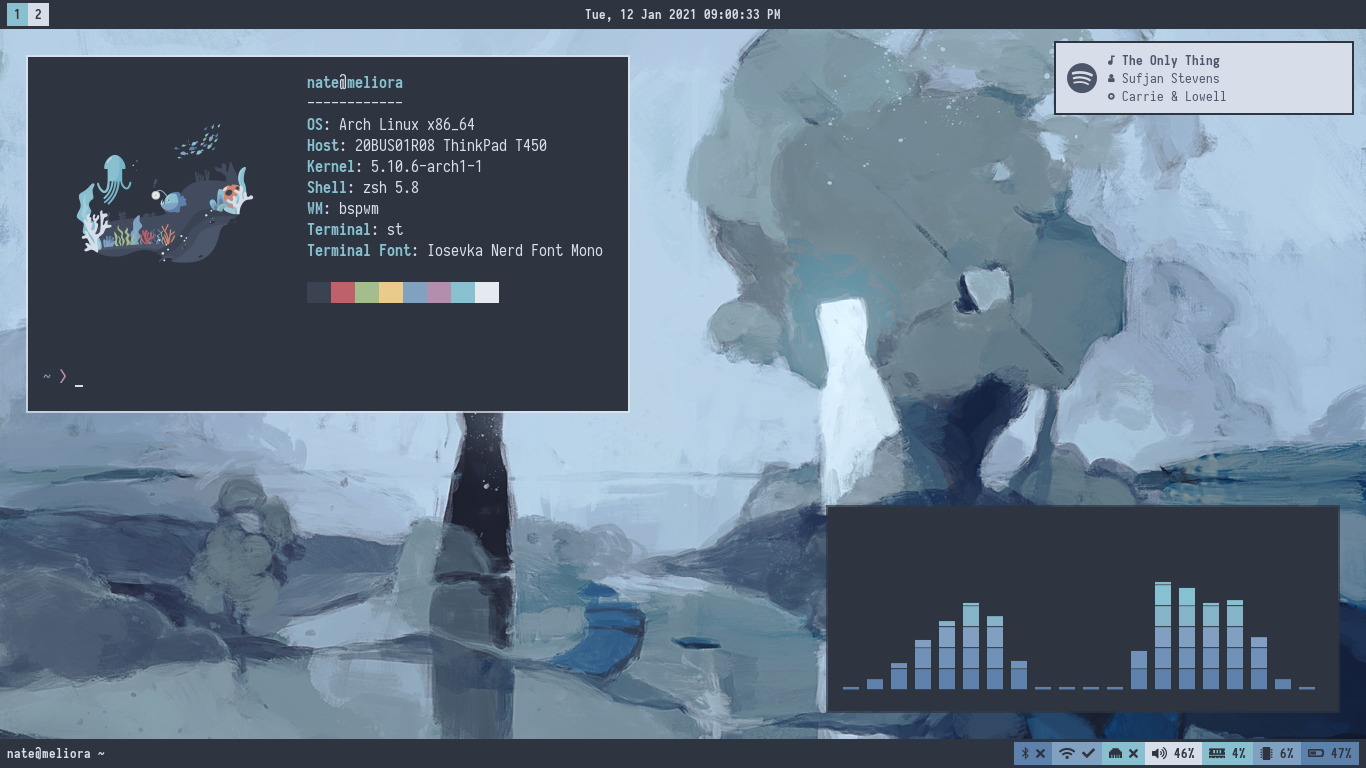 1 2
Tue, 12 Jan 2021 09:00:33 PM
The Only Thing
Sufjan Stevens
Carrie & Lowell
nate@meliora
------------
OS: Arch Linux x86_64
Host: 20BUS01R08 ThinkPad T450
Kernel: 5.10.6-arch1-1
Shell: zsh 5.8
WM: bspwm
Terminal: st
Terminal Font: Iosevka Nerd Font Mono
~ ❯ _
nate@meliora ~
46% 4% 6% 47%